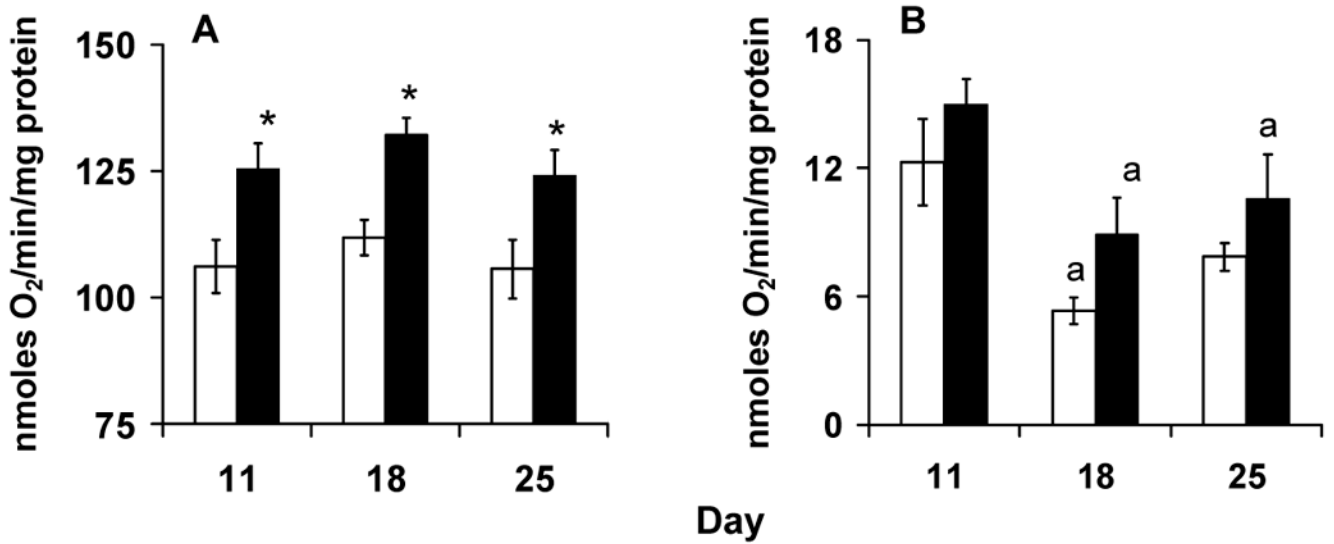 A
nmoles O₂/min/mg protein
150
125
100
75
*
*
*
11
18
25
B
nmoles O₂/min/mg protein
18
12
6
0
a
a
a
11
18
25
Day